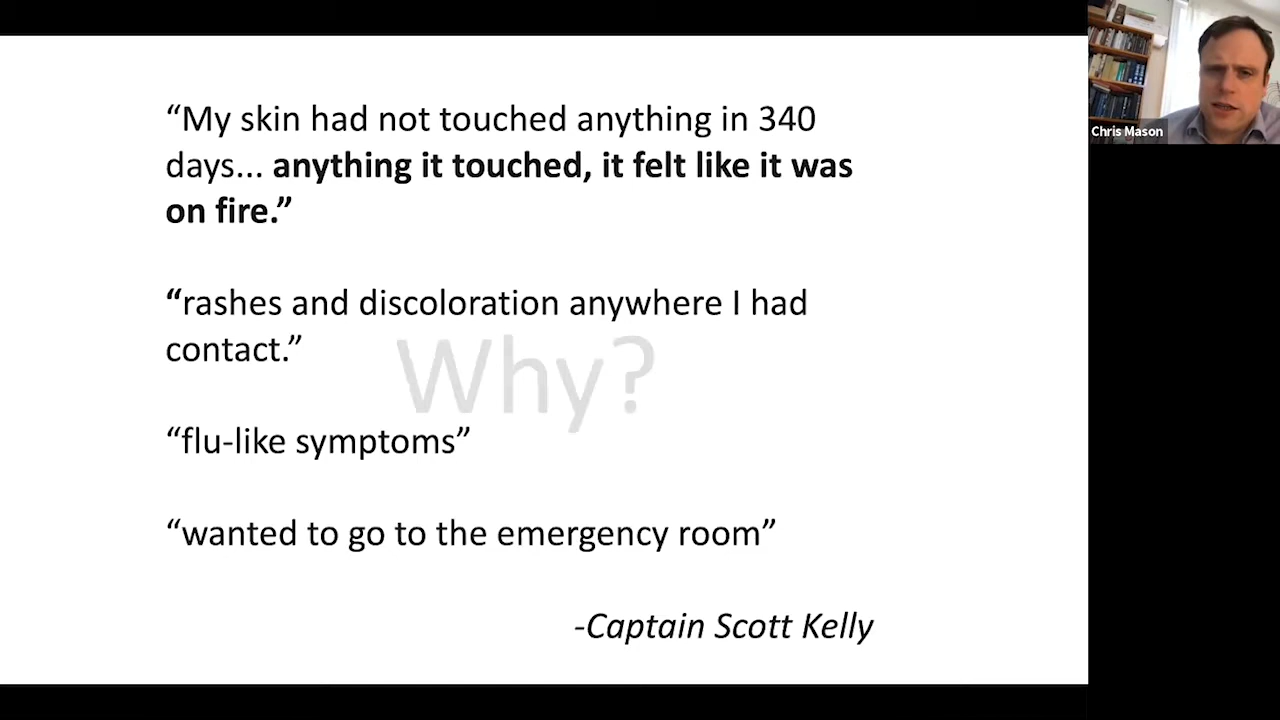 “My skin had not touched anything in 340
days... anything it touched, it felt like it was
on fire.”
“rashes and discoloration anywhere I had
contact.”
Why?
“flu-like symptoms”
“wanted to go to the emergency room”
-Captain Scott Kelly
Chris Mason